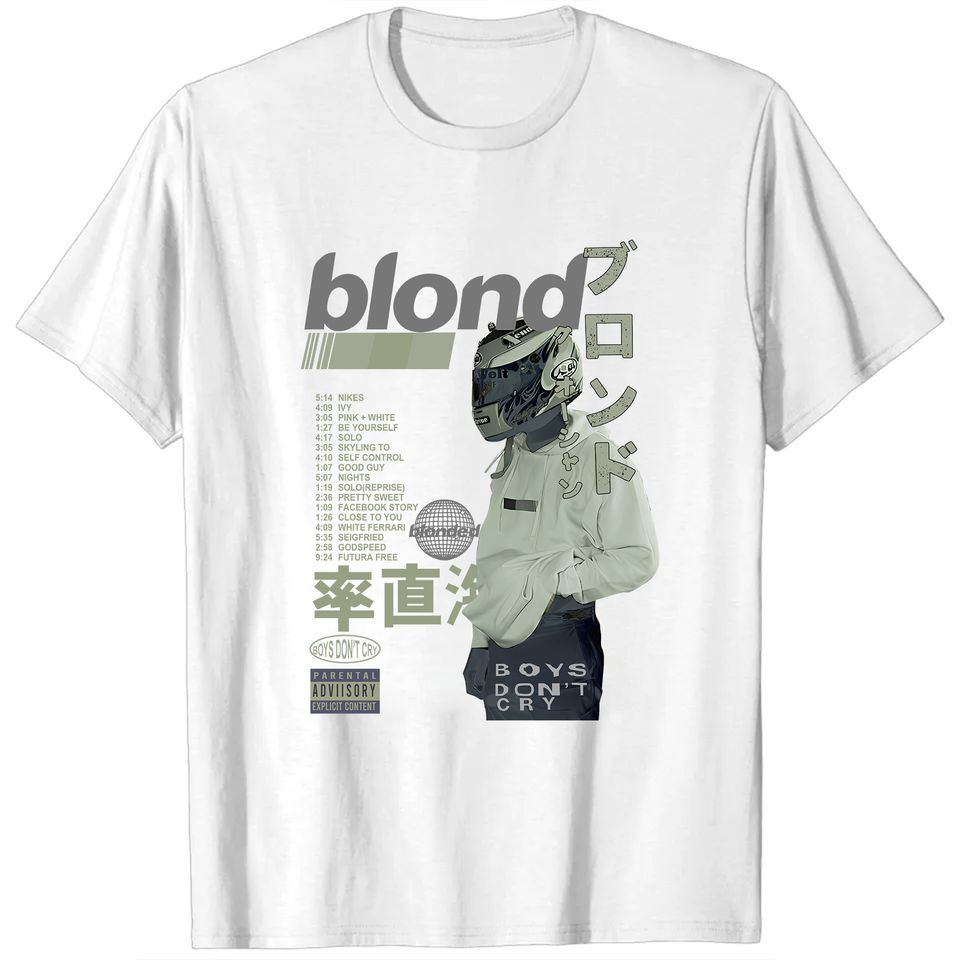 blond
ブロンド
5:14 NIKES
4:09 IVY
3:05 PINK + WHITE
1:27 BE YOURSELF
4:17 SOLO
3:05 SKYLING TO
4:10 SELF CONTROL
1:07 GOOD GUY
5:07 NIGHTS
1:19 SOLO(REPRISE)
2:36 PRETTY SWEET
1:09 FACEBOOK STORY
1:26 CLOSE TO YOU
4:09 WHITE FERRARI
5:35 SEIGFRIED
2:58 GODSPEED
9:24 FUTURA FREE
blonded
率直
BOYS DON'T CRY
PARENTAL
ADVIISORY
EXPLICIT CONTENT
BOYS
DON'T
CRY